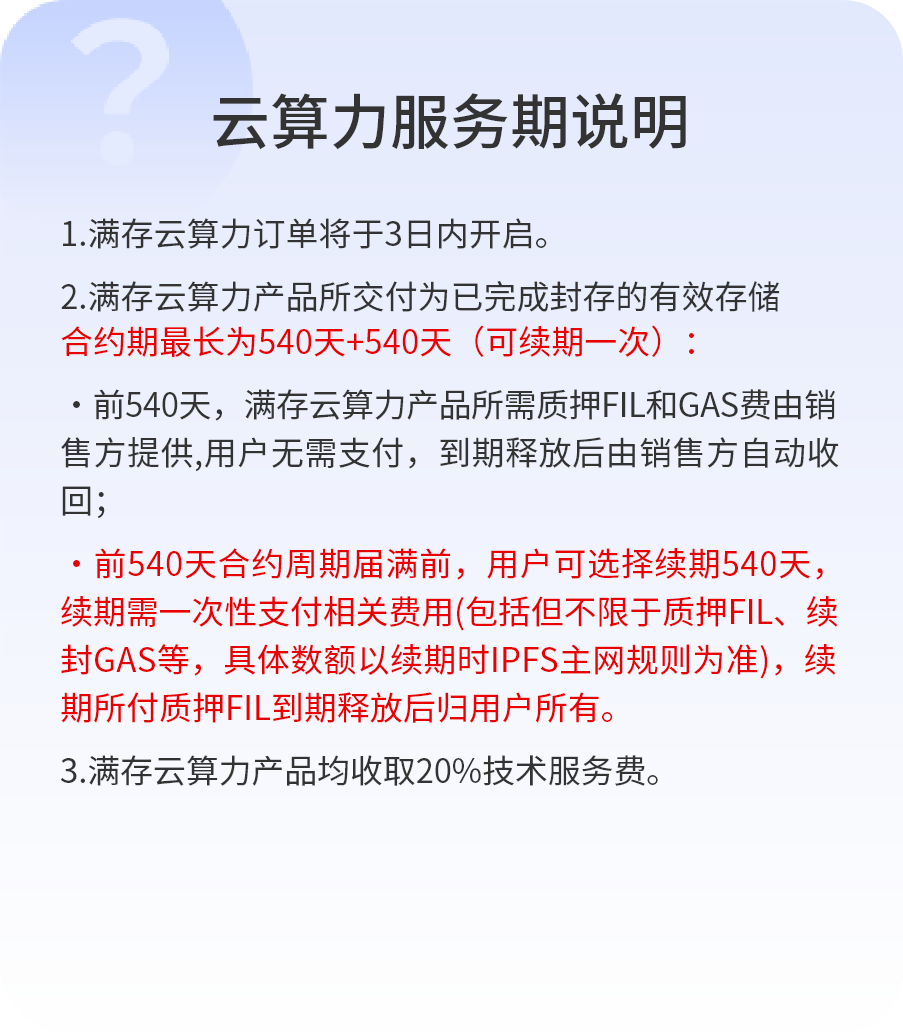 ?
云算力服务期说明
1.满存云算力订单将于3日内开启。
2.满存云算力产品所交付为已完成封存的有效存储
合约期最长为540天+540天（可续期一次）：
·前540天，满存云算力产品所需质押FIL和GAS费由销
售方提供,用户无需支付，到期释放后由销售方自动收
回；
·前540天合约周期届满前，用户可选择续期540天，
续期需一次性支付相关费用(包括但不限于质押FIL、续
封GAS等，具体数额以续期时IPFS主网规则为准)，续
期所付质押FIL到期释放后归用户所有。
3.满存云算力产品均收取20%技术服务费。